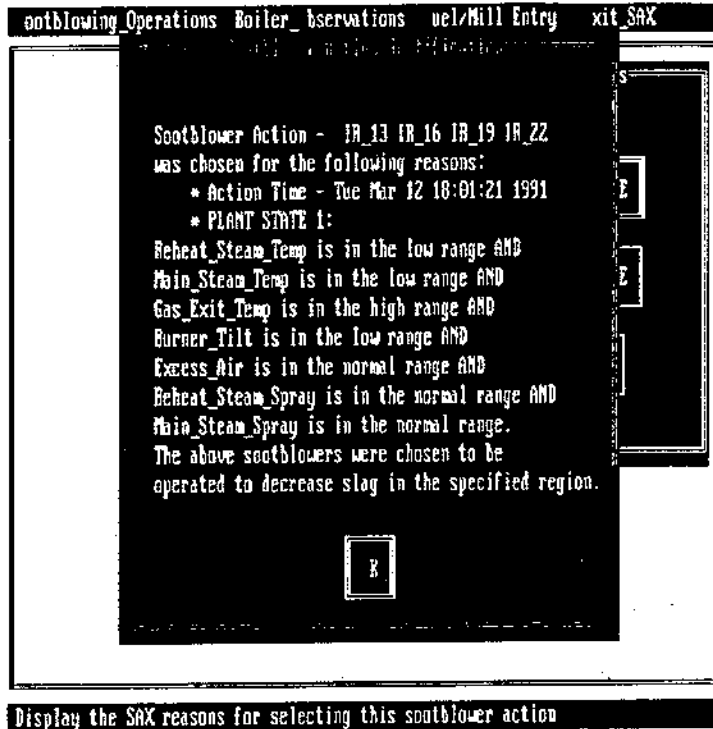 ootblowing_Operations Boiler_ bservations uel/Mill Entry xit_SAX
S
Sootblower Action - IR_13 IR_16 IR_19 IR_22
was chosen for the following reasons:
* Action Time - Tue Mar 12 18:01:21 1991
* PLANT STATE 1:
Reheat_Steam_Temp is in the low range AND
Main_Steam_Temp is in the low range AND
Gas_Exit_Temp is in the high range AND
Burner_Tilt is in the low range AND
Excess_Air is in the normal range AND
Reheat_Steam_Spray is in the normal range AND
Main_Steam_Spray is in the normal range.
The above sootblowers were chosen to be
operated to decrease slag in the specified region.
E
E
K
Display the SAX reasons for selecting this sootblower action